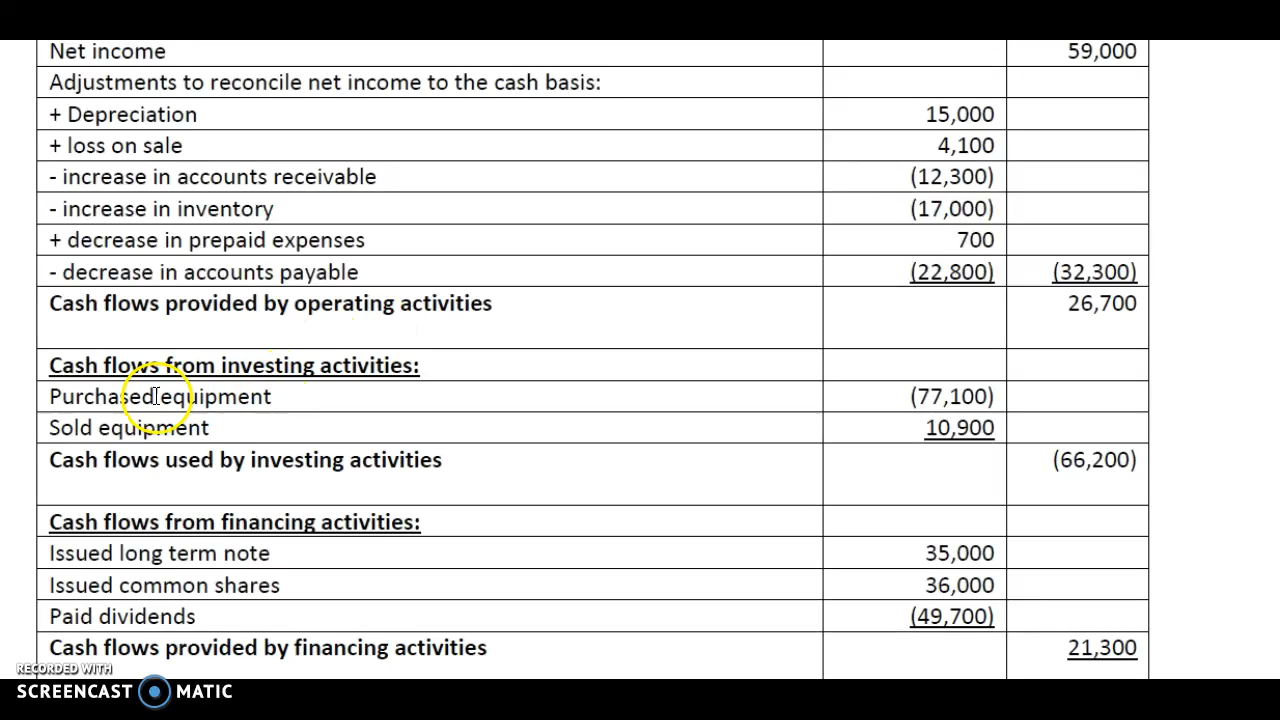 Net income 59,000
Adjustments to reconcile net income to the cash basis:
+ Depreciation 15,000
+ loss on sale 4,100
- increase in accounts receivable (12,300)
- increase in inventory (17,000)
+ decrease in prepaid expenses 700
- decrease in accounts payable (22,800) (32,300)
Cash flows provided by operating activities 26,700
Cash flows from investing activities:
Purchased equipment (77,100)
Sold equipment 10,900
Cash flows used by investing activities (66,200)
Cash flows from financing activities:
Issued long term note 35,000
Issued common shares 36,000
Paid dividends (49,700)
Cash flows provided by financing activities 21,300
RECORDED WITH
SCREENCAST MATIC